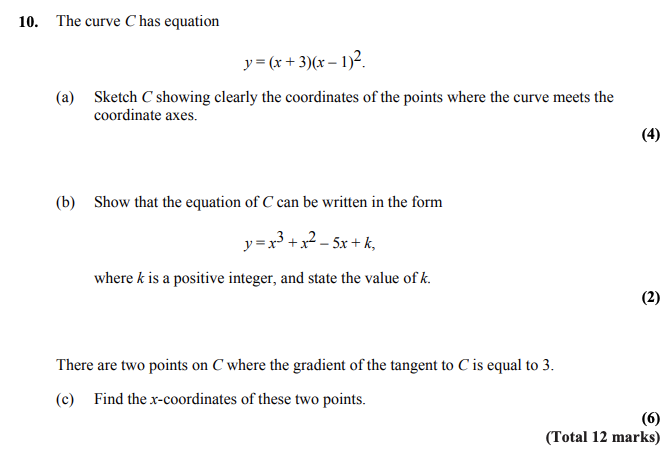 10. The curve C has equation
y = (x + 3)(x – 1)².
(a) Sketch C showing clearly the coordinates of the points where the curve meets the
coordinate axes.
(4)
(b) Show that the equation of C can be written in the form
y = x³ + x² – 5x + k,
where k is a positive integer, and state the value of k.
(2)
There are two points on C where the gradient of the tangent to C is equal to 3.
(c) Find the x-coordinates of these two points.
(6)
(Total 12 marks)